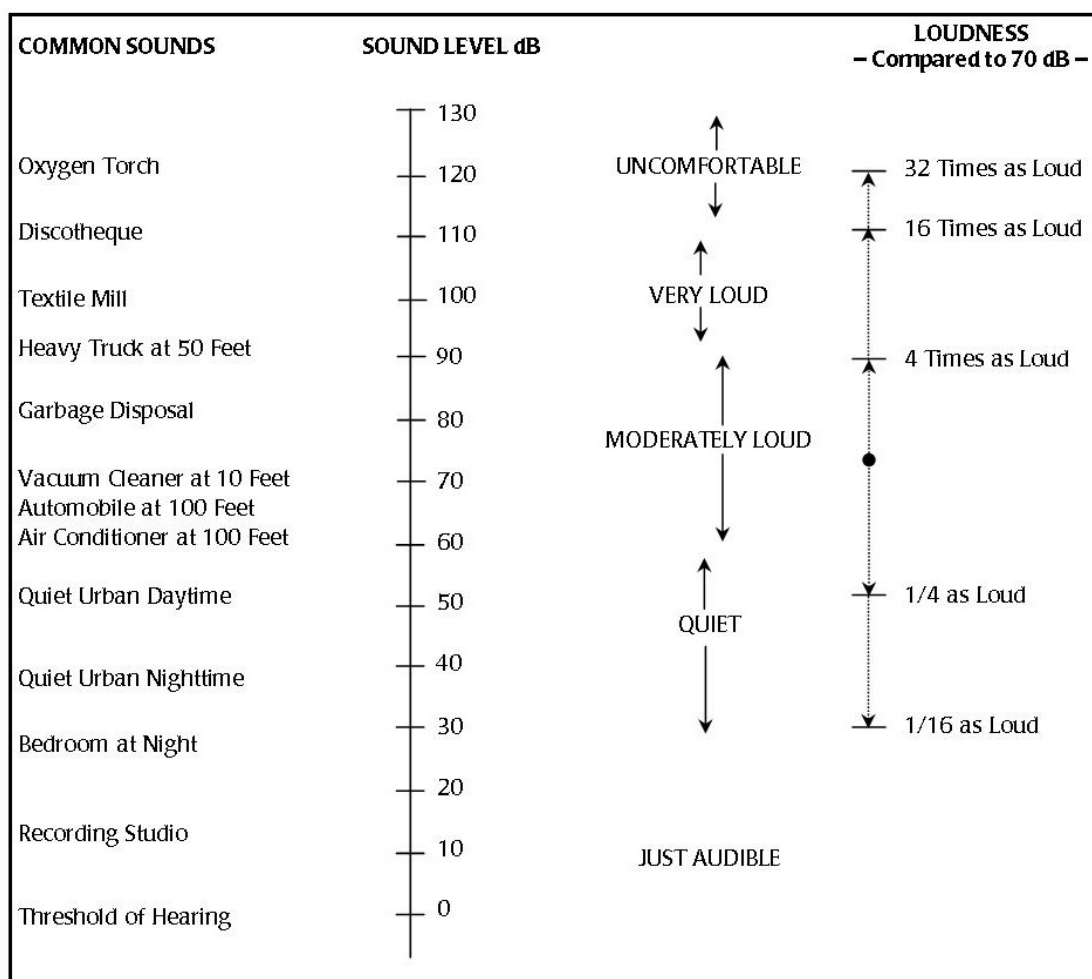 COMMON SOUNDS SOUND LEVEL dB LOUDNESS
– Compared to 70 dB –
130
Oxygen Torch 120 UNCOMFORTABLE 32 Times as Loud
Discotheque 110 16 Times as Loud
Textile Mill 100 VERY LOUD
Heavy Truck at 50 Feet 90 4 Times as Loud
Garbage Disposal 80
MODERATELY LOUD
Vacuum Cleaner at 10 Feet 70
Automobile at 100 Feet
Air Conditioner at 100 Feet 60
Quiet Urban Daytime 50 1/4 as Loud
QUIET
40
Quiet Urban Nighttime
30 1/16 as Loud
Bedroom at Night
20
Recording Studio
10 JUST AUDIBLE
Threshold of Hearing 0